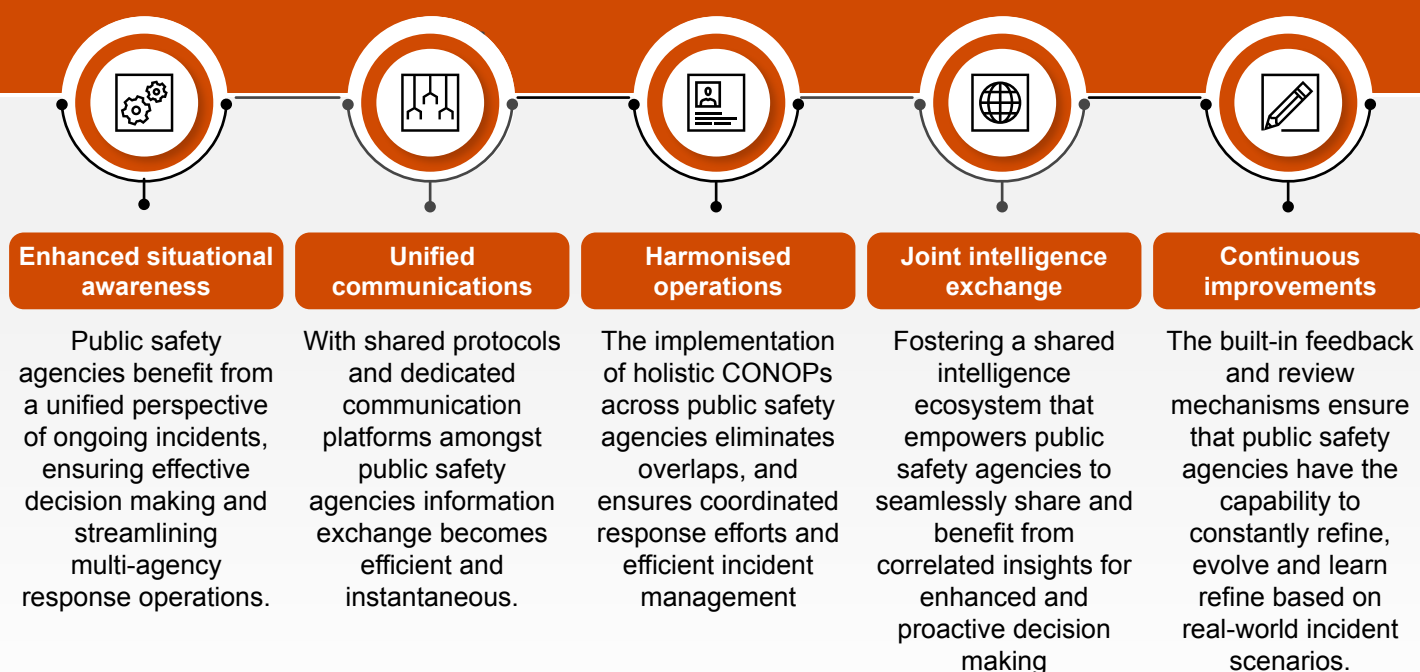 Enhanced situational
awareness
Public safety
agencies benefit from
a unified perspective
of ongoing incidents,
ensuring effective
decision making and
streamlining
multi-agency
response operations.
Unified
communications
With shared protocols
and dedicated
communication
platforms amongst
public safety
agencies information
exchange becomes
efficient and
instantaneous.
Harmonised
operations
The implementation
of holistic CONOPs
across public safety
agencies eliminates
overlaps, and
ensures coordinated
response efforts and
efficient incident
management
Joint intelligence
exchange
Fostering a shared
intelligence
ecosystem that
empowers public
safety agencies to
seamlessly share and
benefit from
correlated insights for
enhanced and
proactive decision
making
Continuous
improvements
The built-in feedback
and review
mechanisms ensure
that public safety
agencies have the
capability to
constantly refine,
evolve and learn
refine based on
real-world incident
scenarios.